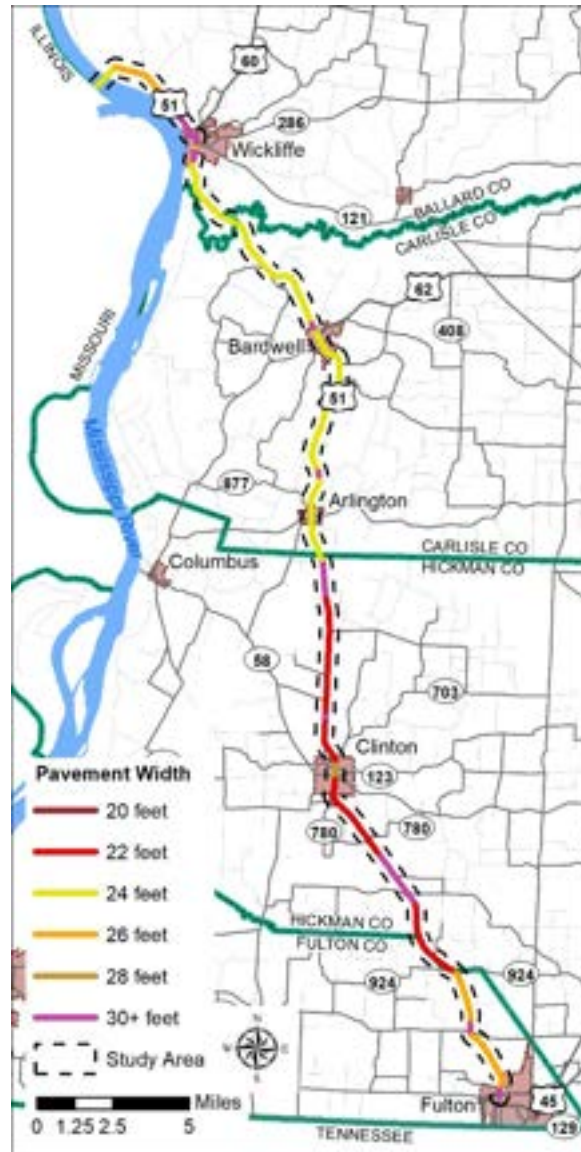 ILLINOIS
60
51
286
Wickliffe
121
BALLARD CO
CARLISLE CO
62
MISSOURI
Bardwell
408
51
Mississippi River
877
Arlington
CARLISLE CO
HICKMAN CO
Columbus
58
703
Clinton
123
Pavement Width
20 feet
22 feet
24 feet
26 feet
28 feet
30+ feet
Study Area
Miles
0 1.25 2.5 5
780
780
HICKMAN CO
FULTON CO
924
924
Fulton
45
129
TENNESSEE